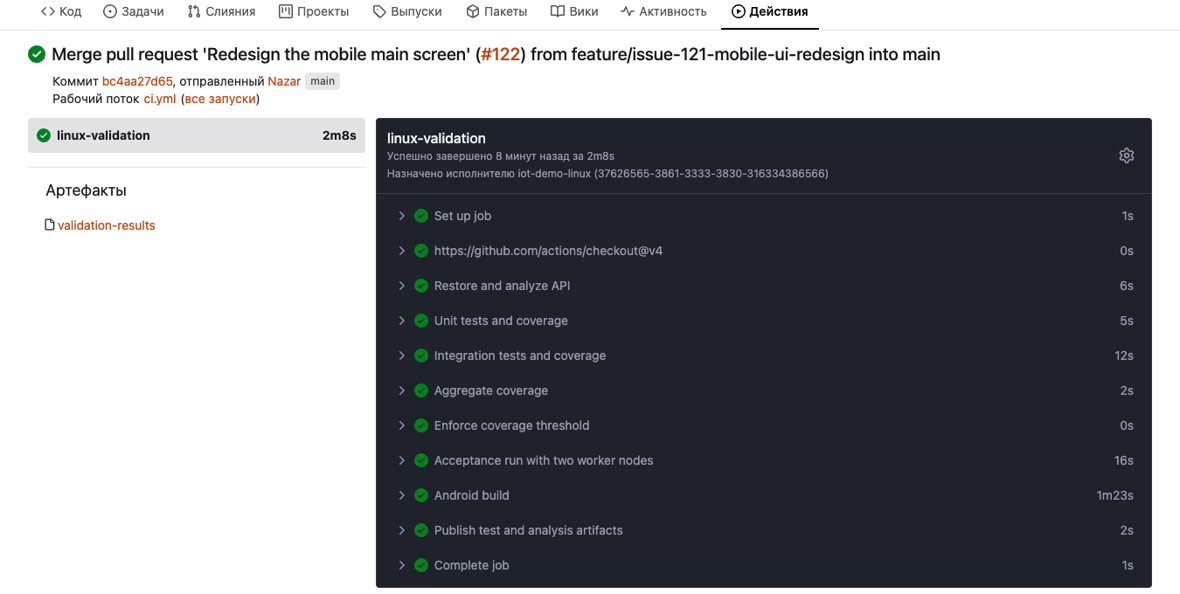 Код Задачи Слияния Проекты Выпуски Пакеты Вики Активность Действия
Merge pull request 'Redesign the mobile main screen' (#122) from feature/issue-121-mobile-ui-redesign into main
Коммит bc4aa27d65, отправленный Nazar main
Рабочий поток ci.yml (все запуски)
linux-validation 2m8s
Артефакты
validation-results
linux-validation
Успешно завершено 8 минут назад за 2m8s
Назначено исполнителю iot-demo-linux (37626565-3861-3333-3830-316334386566)
Set up job 1s
https://github.com/actions/checkout@v4 0s
Restore and analyze API 6s
Unit tests and coverage 5s
Integration tests and coverage 12s
Aggregate coverage 2s
Enforce coverage threshold 0s
Acceptance run with two worker nodes 16s
Android build 1m23s
Publish test and analysis artifacts 2s
Complete job 1s